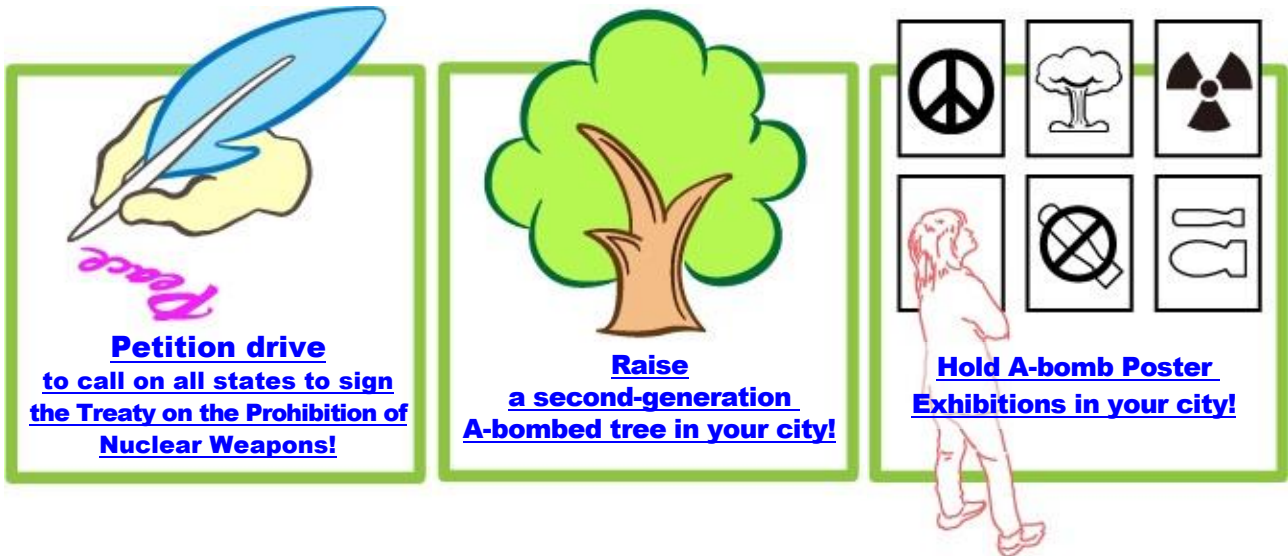 Peace
Petition drive
to call on all states to sign
the Treaty on the Prohibition of
Nuclear Weapons!
Raise
a second-generation
A-bombed tree in your city!
Hold A-bomb Poster
Exhibitions in your city!